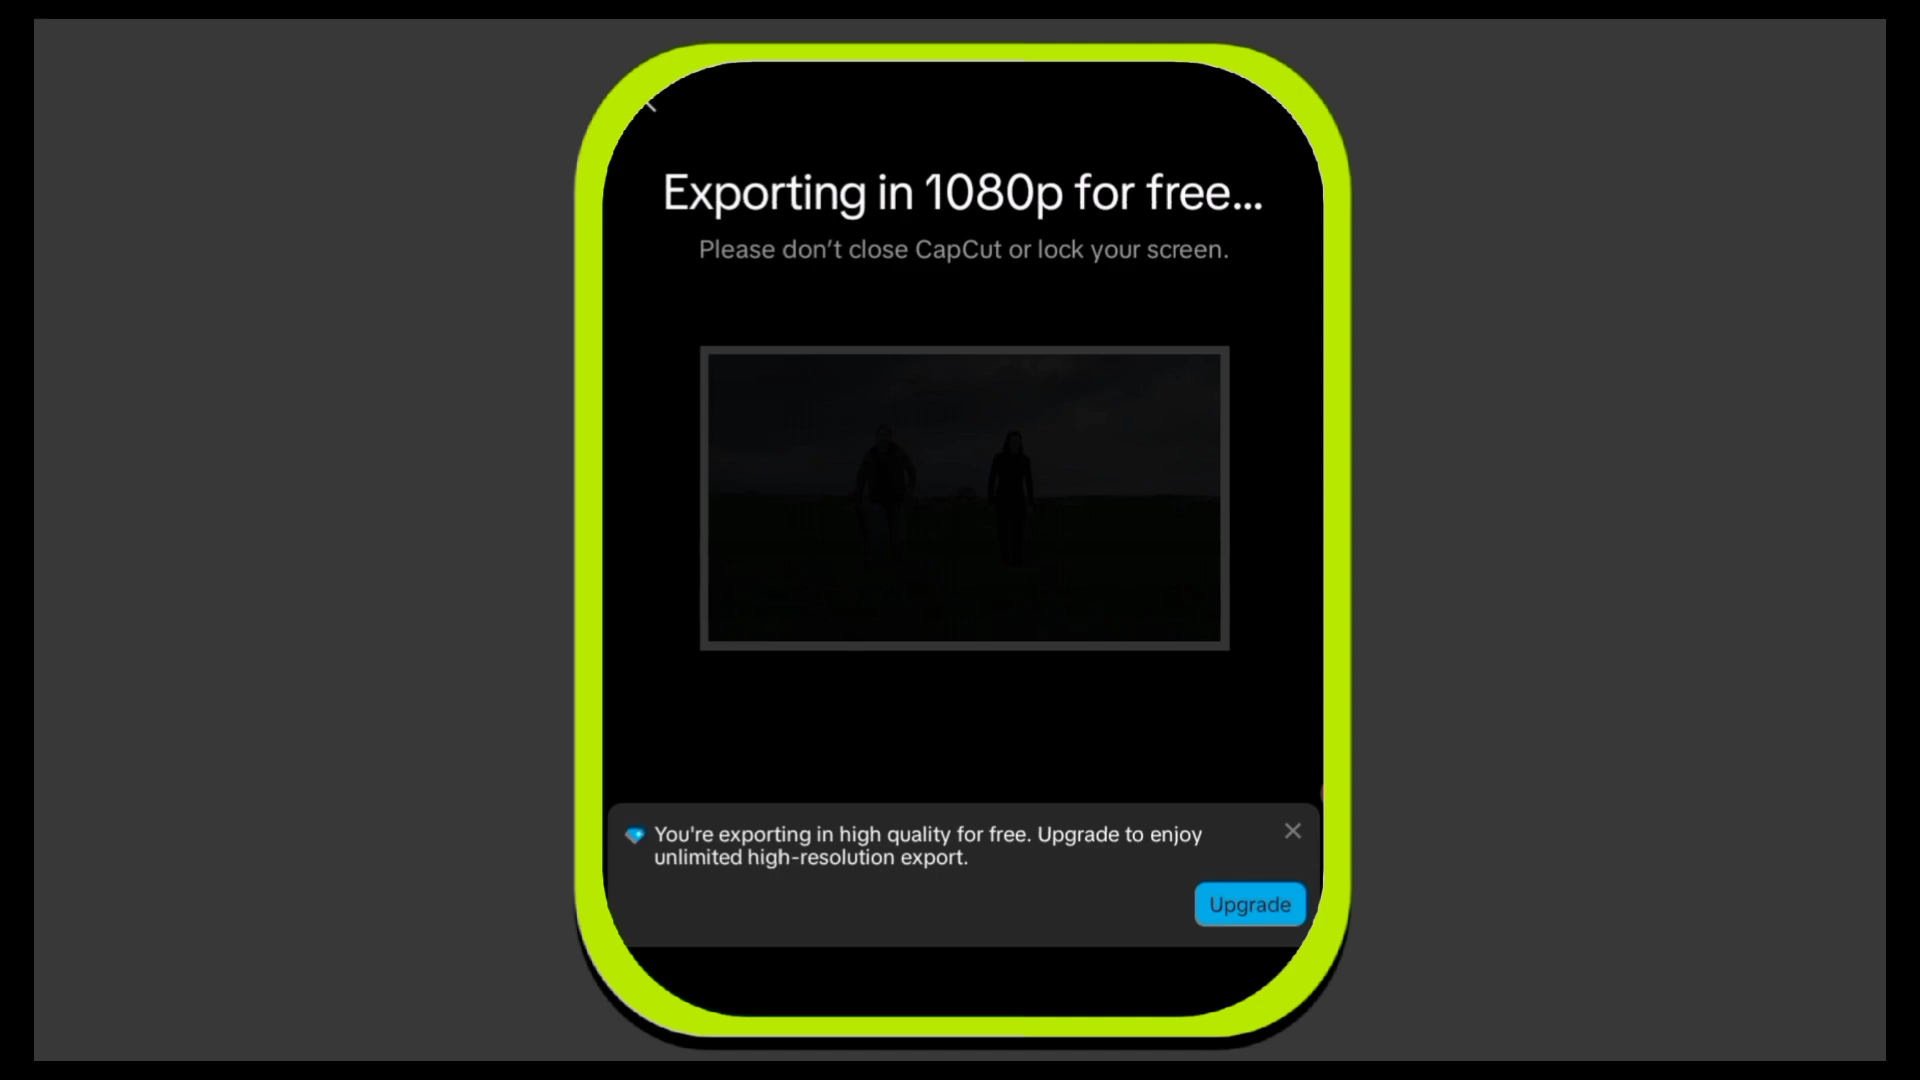 Exporting in 1080p for free...
Please don’t close CapCut or lock your screen.
You're exporting in high quality for free. Upgrade to enjoy
unlimited high-resolution export.
Upgrade